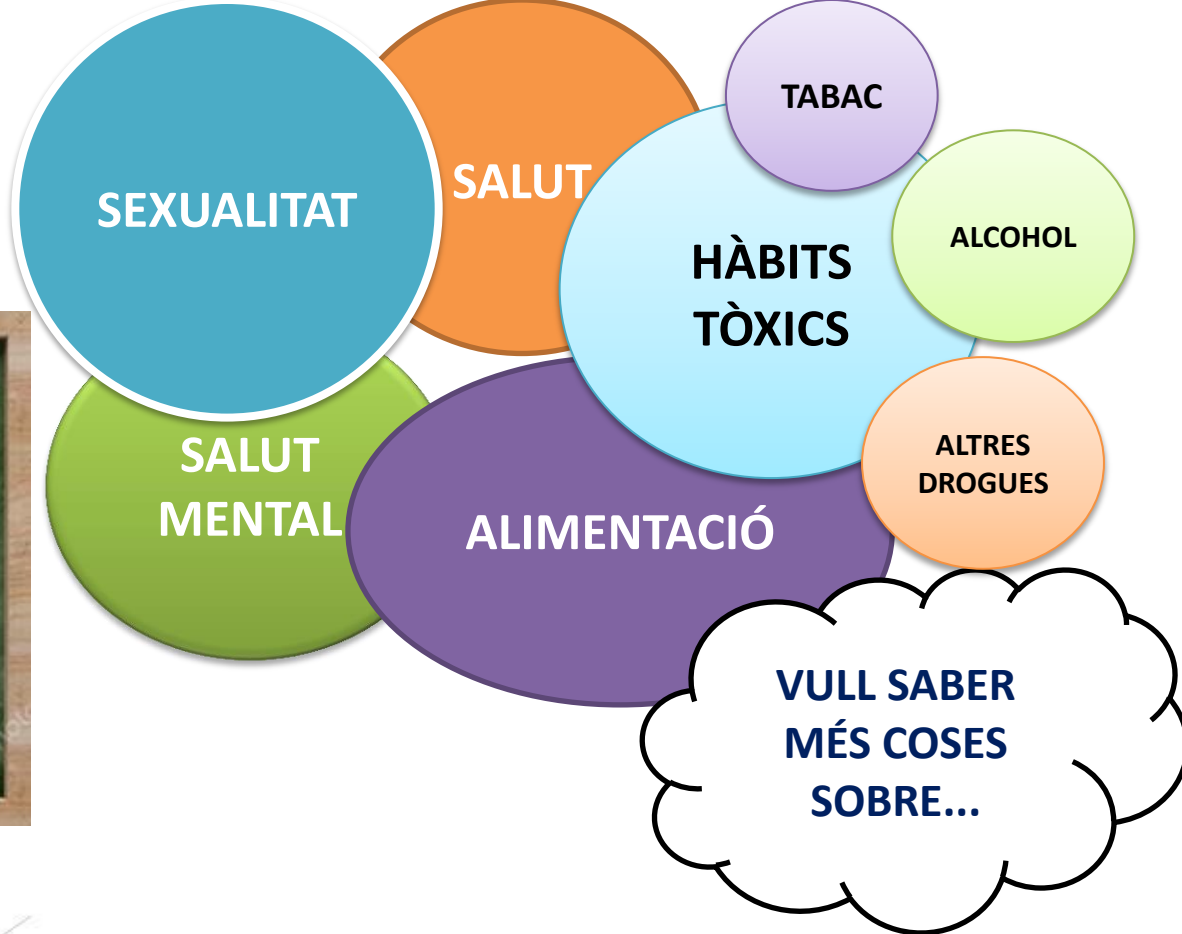 SEXUALITAT
SALUT
TABAC
ALCOHOL
HÀBITS
TÒXICS
ALTRES
DROGUES
SALUT
MENTAL
ALIMENTACIÓ
VULL SABER
MÉS COSES
SOBRE...